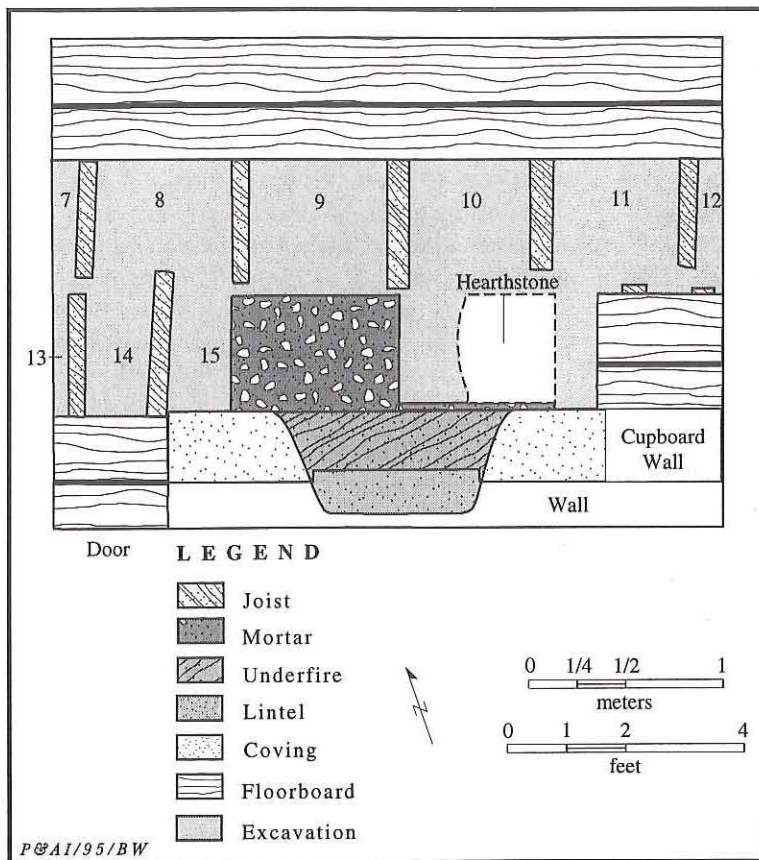 7 8 9 10 11 12
Hearthstone
13 14 15
Cupboard
Wall
Wall
Door
LEGEND
Joist
Mortar
Underfire
Lintel
Coving
Floorboard
Excavation
0 1/4 1/2 1
meters
0 1 2 4
feet
P&AI/95/BW